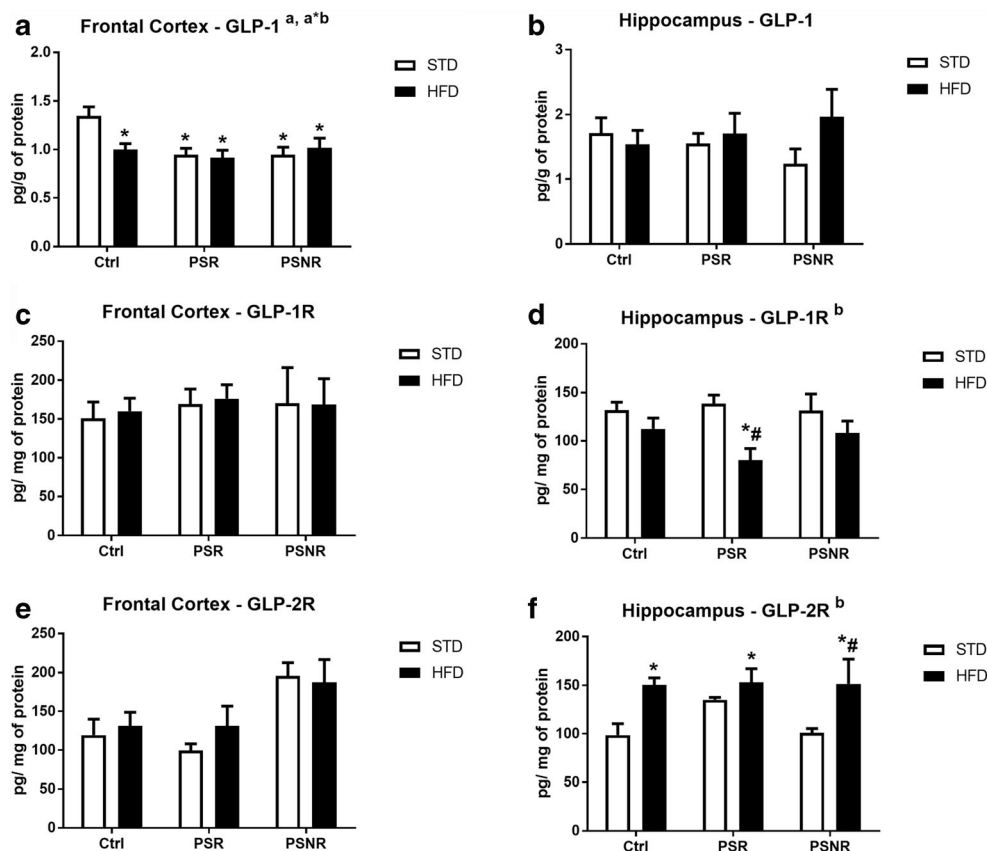 a
Frontal Cortex - GLP-1 a, a*b
pg/g of protein
2.0
1.5
1.0
0.5
0.0
* * * * *
Ctrl PSR PSNR
STD
HFD
b
Hippocampus - GLP-1
pg/g of protein
3
2
1
0
Ctrl PSR PSNR
STD
HFD
c
Frontal Cortex - GLP-1R
pg/ mg of protein
250
200
150
100
50
0
Ctrl PSR PSNR
STD
HFD
d
Hippocampus - GLP-1R b
pg/ mg of protein
200
150
100
50
0
*#
Ctrl PSR PSNR
STD
HFD
e
Frontal Cortex - GLP-2R
pg/ mg of protein
250
200
150
100
50
0
Ctrl PSR PSNR
STD
HFD
f
Hippocampus - GLP-2R b
pg/ mg of protein
200
150
100
50
0
* * *#
Ctrl PSR PSNR
STD
HFD